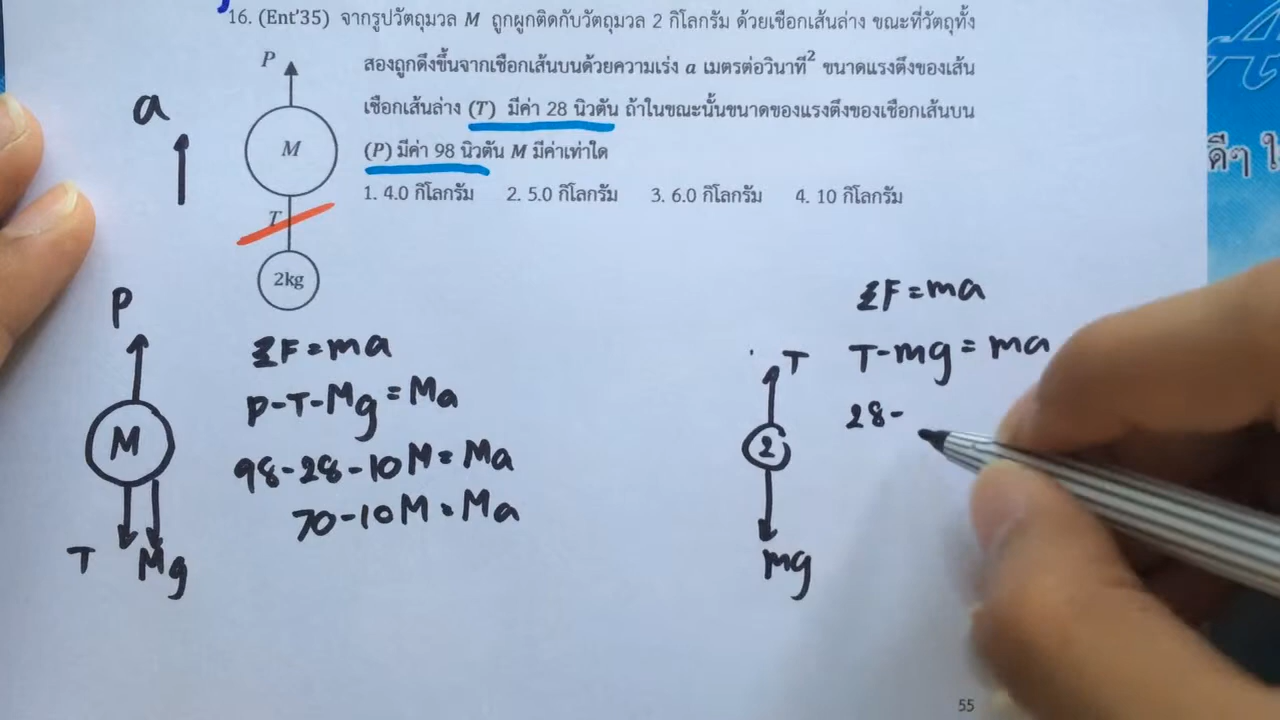 16. (Ent'35) จากรูปวัตถุมวล M ถูกผูกติดกับวัตถุมวล 2 กิโลกรัม ด้วยเชือกเส้นล่าง ขณะที่วัตถุทั้ง
สองถูกดึงขึ้นจากเชือกเส้นบนด้วยความเร่ง a เมตรต่อวินาที² ขนาดแรงตึงของเส้น
เชือกเส้นล่าง (T) มีค่า 28 นิวตัน ถ้าในขณะนั้นขนาดของแรงตึงของเชือกเส้นบน
(P) มีค่า 98 นิวตัน M มีค่าเท่าใด
1. 4.0 กิโลกรัม 2. 5.0 กิโลกรัม 3. 6.0 กิโลกรัม 4. 10 กิโลกรัม
P
M
T
2kg
a
P
M
T Mg
ΣF=ma
P-T-Mg=Ma
98-28-10M=Ma
70-10M=Ma
T
2
mg
ΣF=ma
T-mg=ma
28-
ดีๆ
55